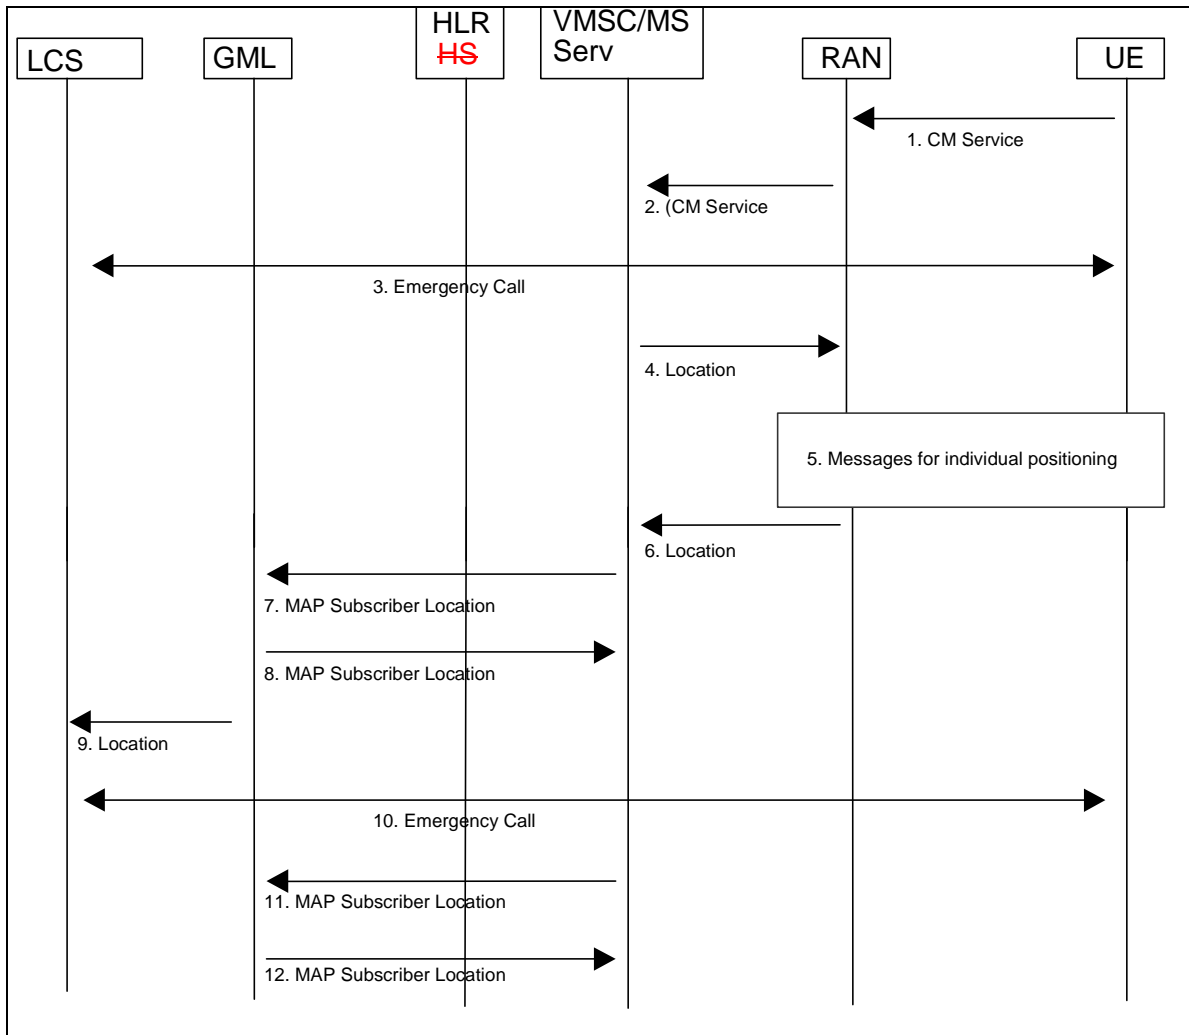 LCS
GML
HLR
HS
VMSC/MS
Serv
RAN
UE
1. CM Service
2. (CM Service
3. Emergency Call
4. Location
5. Messages for individual positioning
6. Location
7. MAP Subscriber Location
8. MAP Subscriber Location
9. Location
10. Emergency Call
11. MAP Subscriber Location
12. MAP Subscriber Location